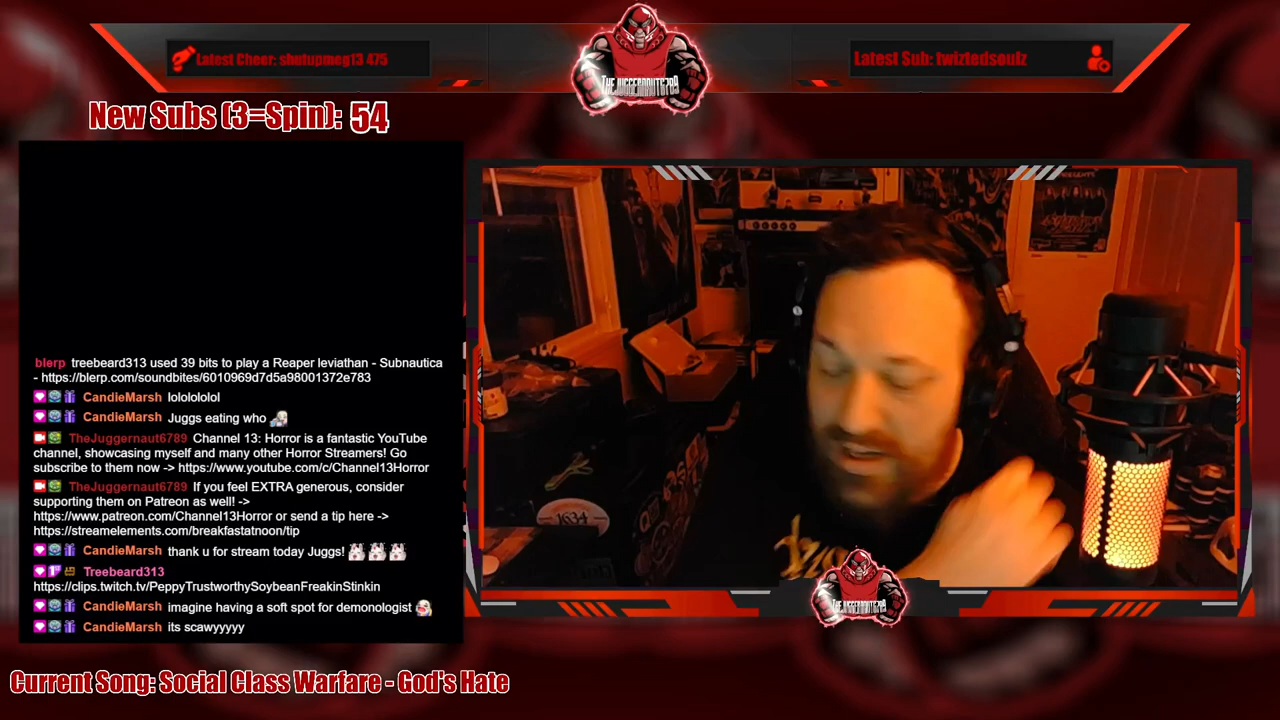 Latest Cheer: shutupmeg13 475
THEJUGGERNAUT6789
Latest Sub: twiztedsoulz
New Subs (3=Spin): 54
blerp treebeard313 used 39 bits to play a Reaper leviathan - Subnautica
- https://blerp.com/soundbites/6010969d7d5a98001372e783
CandieMarsh lolololol
CandieMarsh Juggs eating who
TheJuggernaut6789 Channel 13: Horror is a fantastic YouTube
channel, showcasing myself and many other Horror Streamers! Go
subscribe to them now -> https://www.youtube.com/c/Channel13Horror
TheJuggernaut6789 If you feel EXTRA generous, consider
supporting them on Patreon as well! ->
https://www.patreon.com/Channel13Horror or send a tip here ->
https://streamelements.com/breakfastatnoon/tip
CandieMarsh thank u for stream today Juggs!
Treebeard313
https://clips.twitch.tv/PeppyTrustworthySoybeanFreakinStinkin
CandieMarsh imagine having a soft spot for demonologist
CandieMarsh its scawyyyyy
1634
THEJUGGERNAUT6789
Current Song: Social Class Warfare - God's Hate